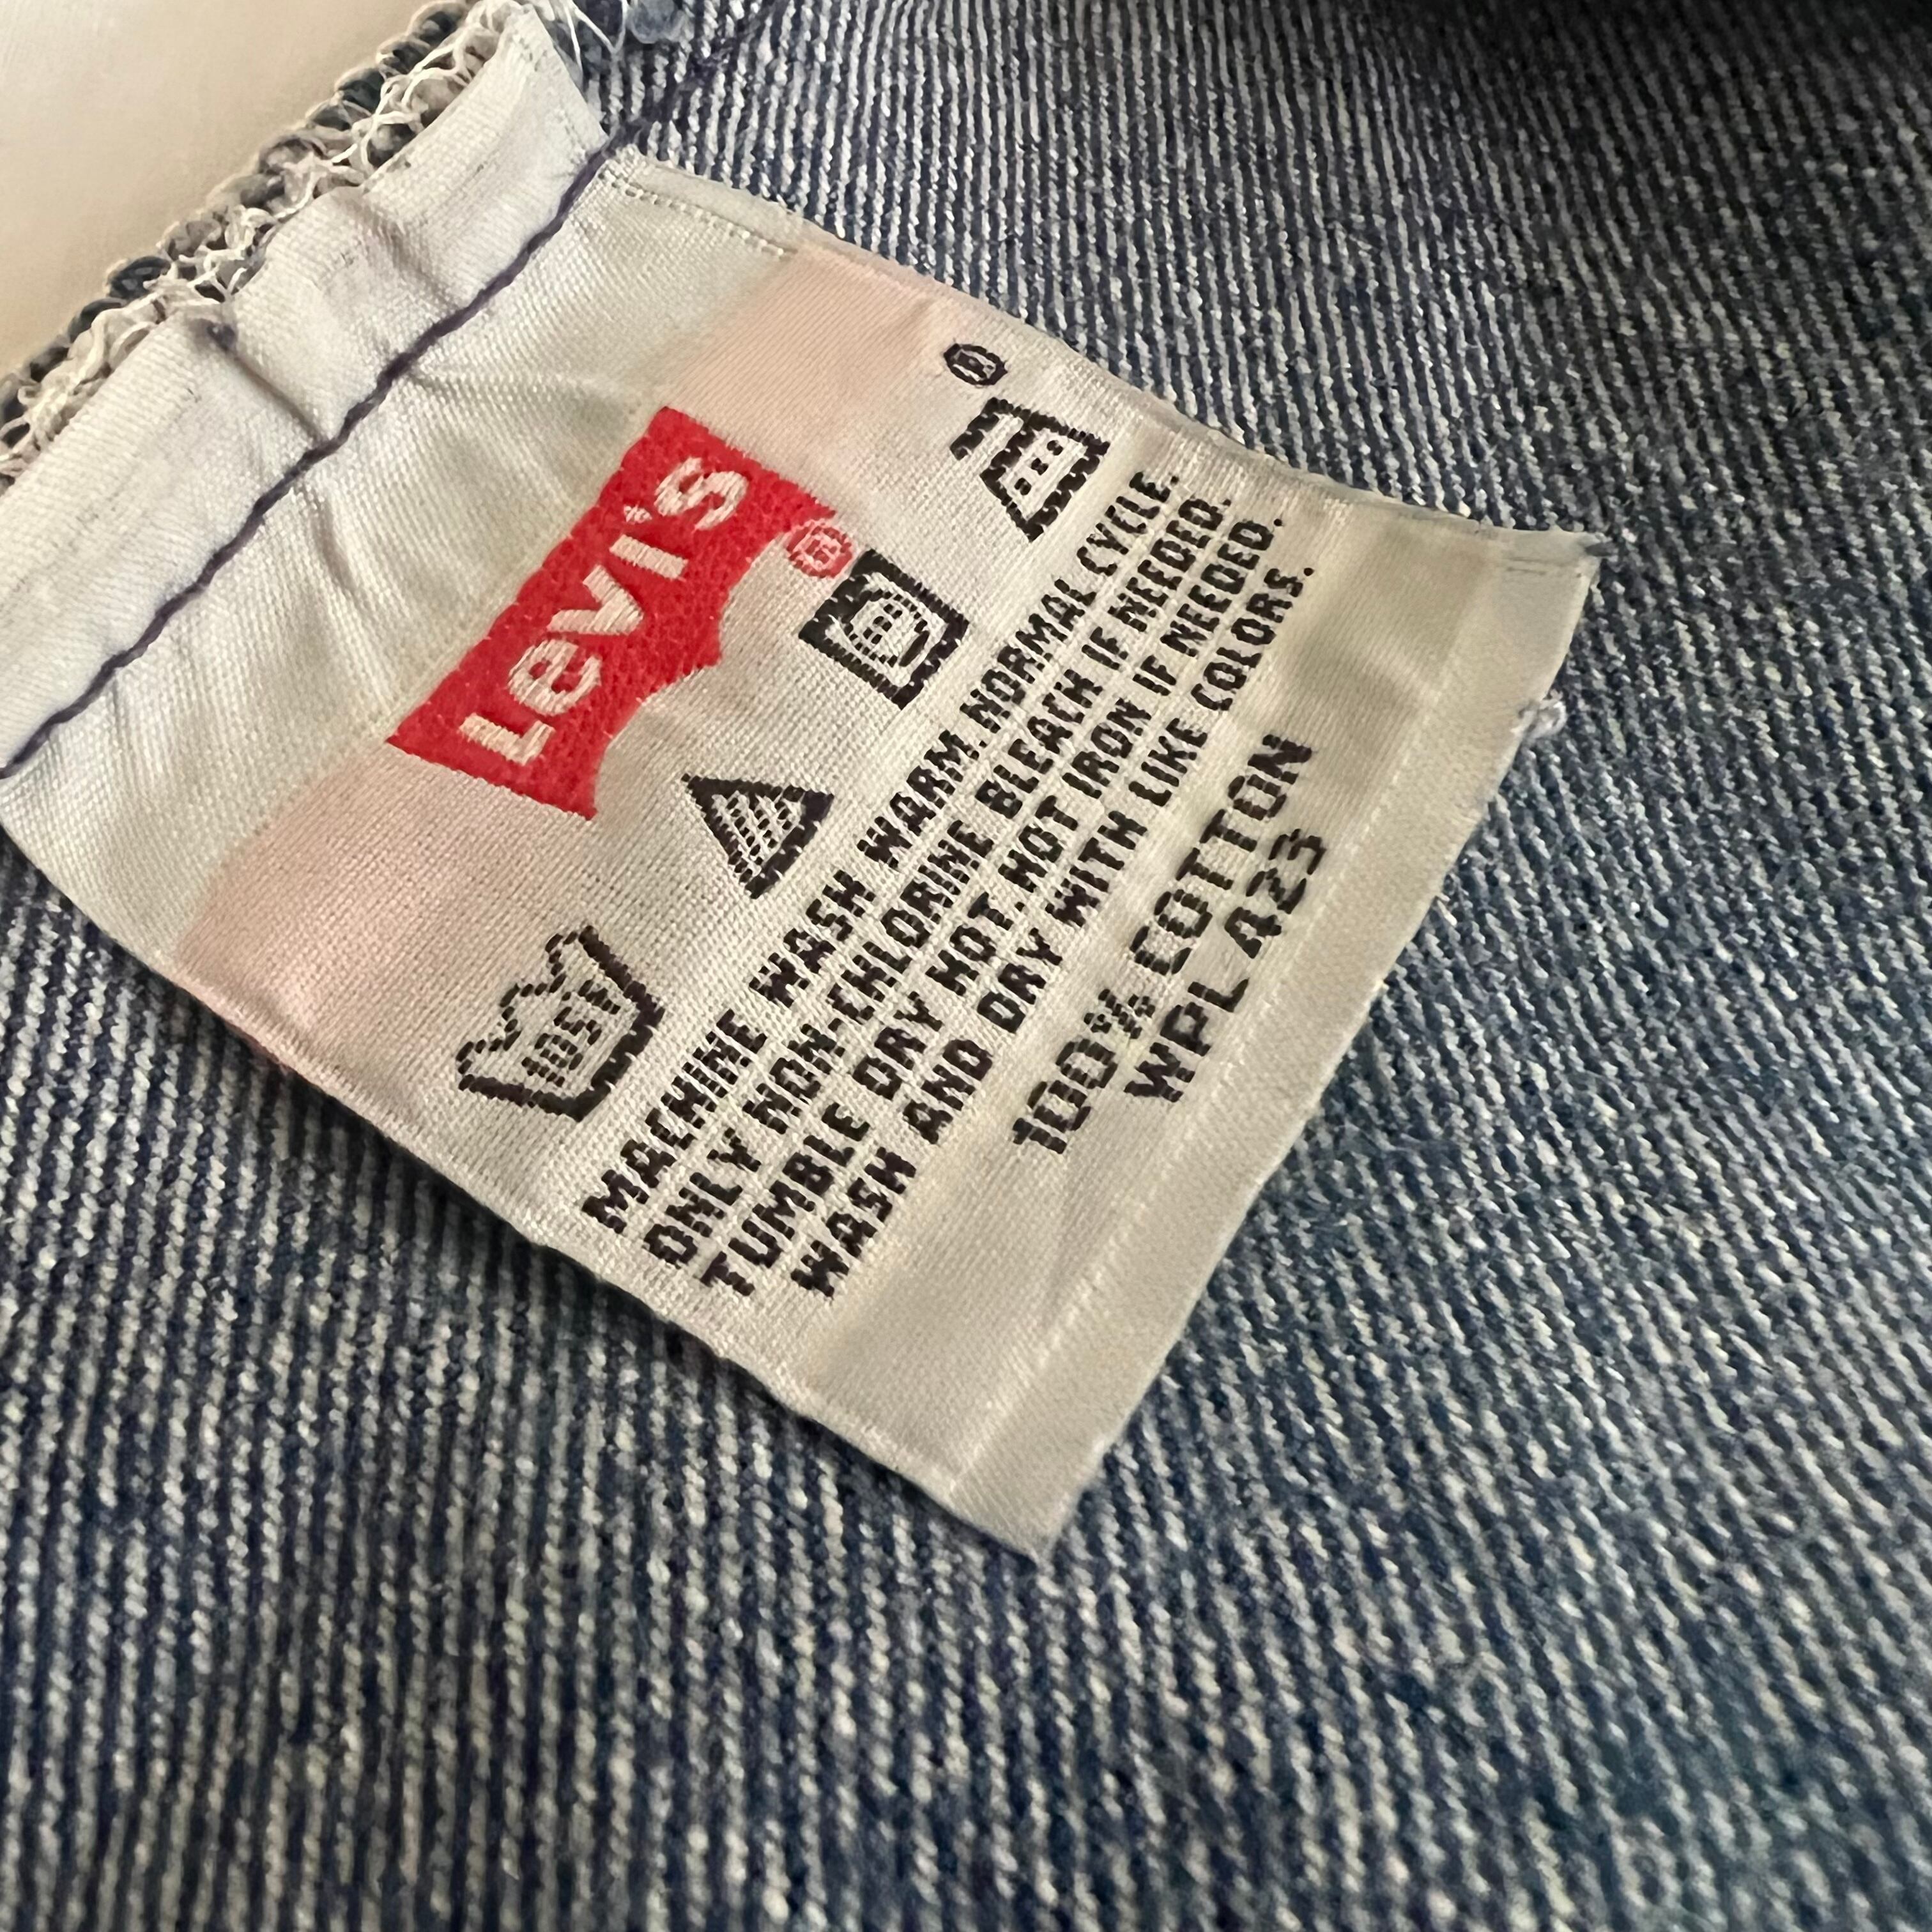 Levi's®
105F
®
MACHINE WASH WARM. NORMAL CYCLE.
ONLY NON-CHLORINE BLEACH IF NEEDED.
TUMBLE DRY HOT. HOT IRON IF NEEDED.
WASH AND DRY WITH LIKE COLORS.
100% COTTON
WPL 423